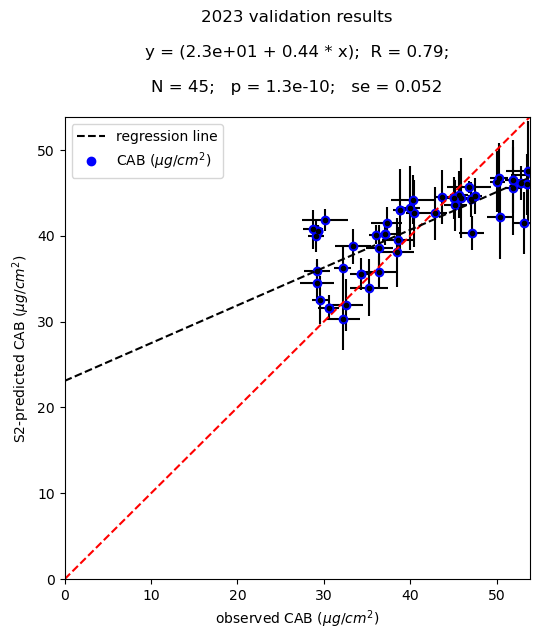 2023 validation results
y = (2.3e+01 + 0.44 * x);  R = 0.79;
N = 45;   p = 1.3e-10;   se = 0.052
regression line
CAB (μg/cm²)
S2-predicted CAB (μg/cm²)
50
40
30
20
10
0
0 10 20 30 40 50
observed CAB (μg/cm²)